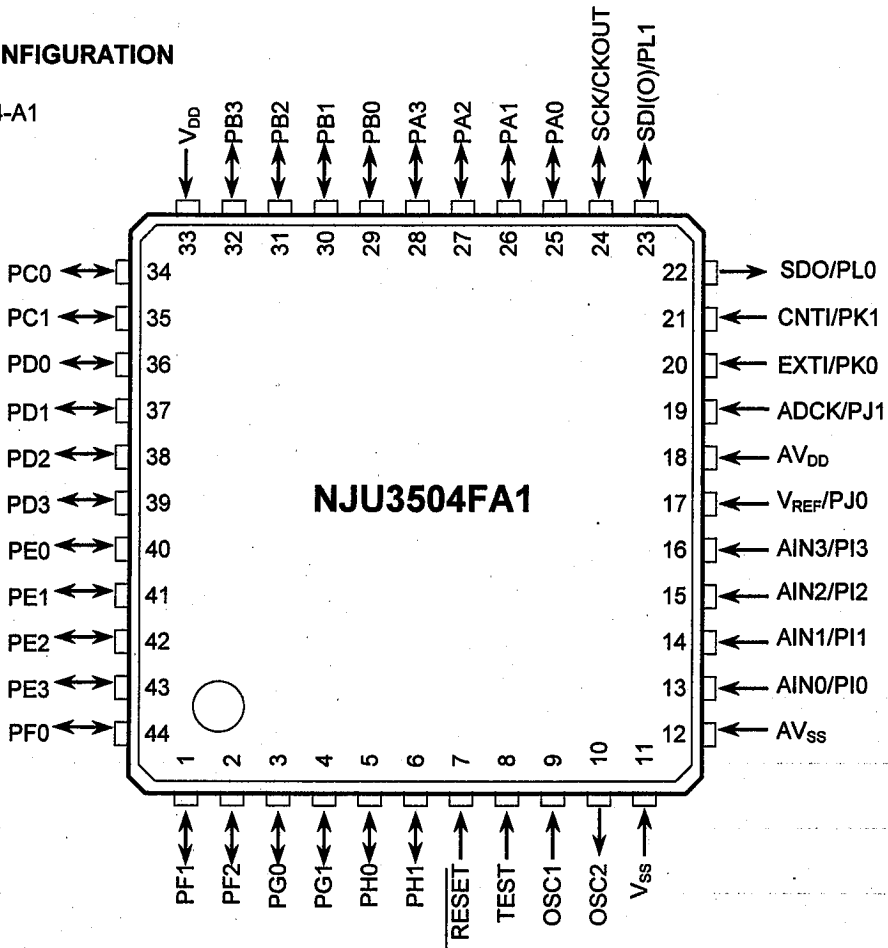 NFIGURATION
-A1
VDD
PB3
PB2
PB1
PB0
PA3
PA2
PA1
PA0
SCK/CKOUT
SDI(O)/PL1
33 32 31 30 29 28 27 26 25 24 23
PC0 34
PC1 35
PD0 36
PD1 37
PD2 38
PD3 39
PE0 40
PE1 41
PE2 42
PE3 43
PF0 44
NJU3504FA1
22 SDO/PL0
21 CNTI/PK1
20 EXTI/PK0
19 ADCK/PJ1
18 AVDD
17 VREF/PJ0
16 AIN3/PI3
15 AIN2/PI2
14 AIN1/PI1
13 AIN0/PI0
12 AVSS
1 2 3 4 5 6 7 8 9 10 11
PF1
PF2
PG0
PG1
PH0
PH1
RESET
TEST
OSC1
OSC2
VSS